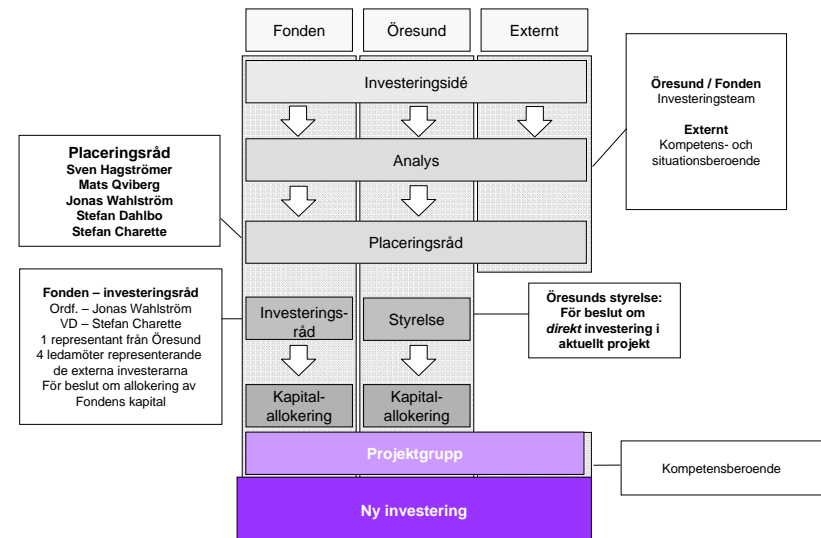 Fonden
Öresund
Externt
Investeringsidé
Öresund / Fonden
Investeringsteam
Externt
Kompetens- och
situationsberoende
Analys
Placeringsråd
Sven Hagströmer
Mats Qviberg
Jonas Wahlström
Stefan Dahlbo
Stefan Charette
Placeringsråd
Fonden – investeringsråd
Ordf. – Jonas Wahlström
VD – Stefan Charette
1 representant från Öresund
4 ledamöter representerande
de externa investerarna
För beslut om allokering av
Fondens kapital
Investerings-
råd
Styrelse
Öresunds styrelse:
För beslut om
direkt investering i
aktuellt projekt
Kapital-
allokering
Kapital-
allokering
Projektgrupp
Kompetensberoende
Ny investering